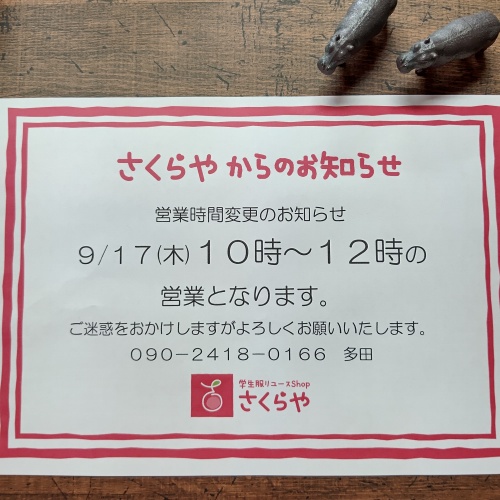 さくらや からのお知らせ
営業時間変更のお知らせ
９/１７(木)１０時～１２時の
営業となります。
ご迷惑をおかけしますがよろしくお願いいたします。
０９０－２４１８－０１６６　多田
学生服リユースShop
さくらや